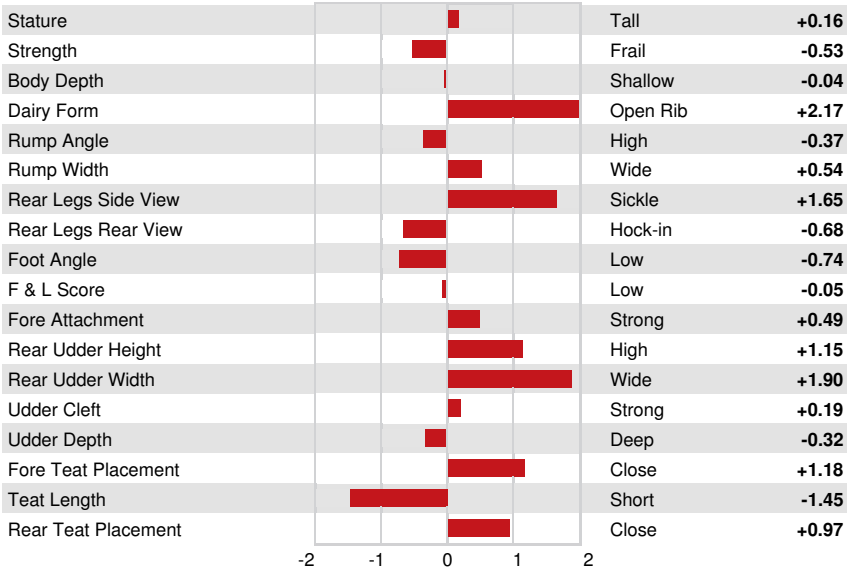 Stature Tall +0.16
Strength Frail -0.53
Body Depth Shallow -0.04
Dairy Form Open Rib +2.17
Rump Angle High -0.37
Rump Width Wide +0.54
Rear Legs Side View Sickle +1.65
Rear Legs Rear View Hock-in -0.68
Foot Angle Low -0.74
F & L Score Low -0.05
Fore Attachment Strong +0.49
Rear Udder Height High +1.15
Rear Udder Width Wide +1.90
Udder Cleft Strong +0.19
Udder Depth Deep -0.32
Fore Teat Placement Close +1.18
Teat Length Short -1.45
Rear Teat Placement Close +0.97
-2 -1 0 1 2